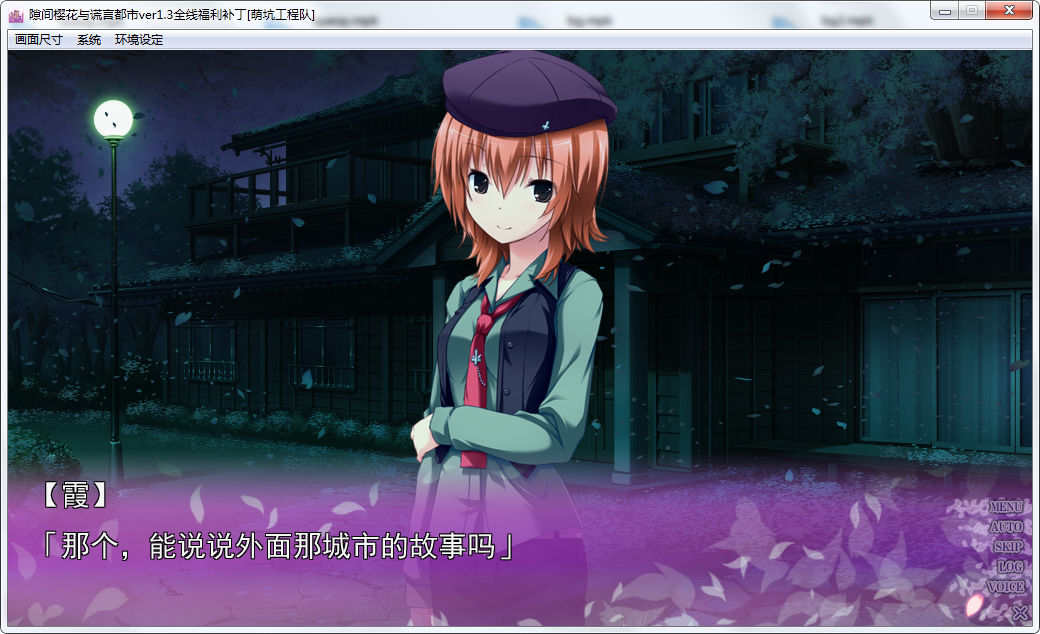 隙间樱花与谎言都市ver1.3全线福利补丁[萌坑工程队]
画面尺寸 系统 环境设定
【霞】
「那个，能说说外面那城市的故事吗」
MENU
AUTO
SKIP
LOG
VOICE